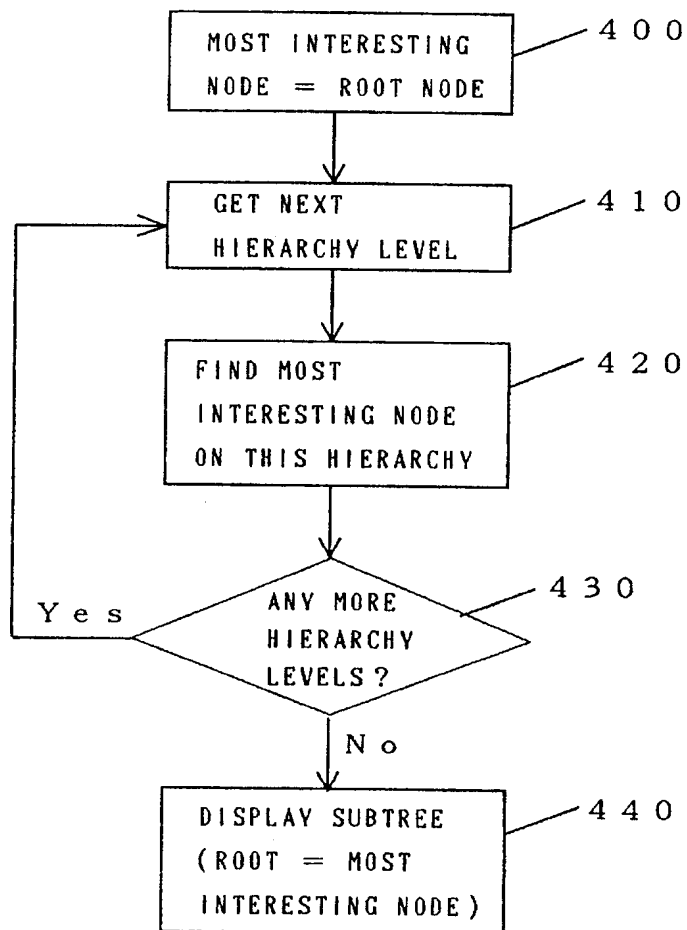 MOST INTERESTING
NODE = ROOT NODE
400
GET NEXT
HIERARCHY LEVEL
410
FIND MOST
INTERESTING NODE
ON THIS HIERARCHY
420
ANY MORE
HIERARCHY
LEVELS?
430
Yes
No
DISPLAY SUBTREE
(ROOT = MOST
INTERESTING NODE)
440